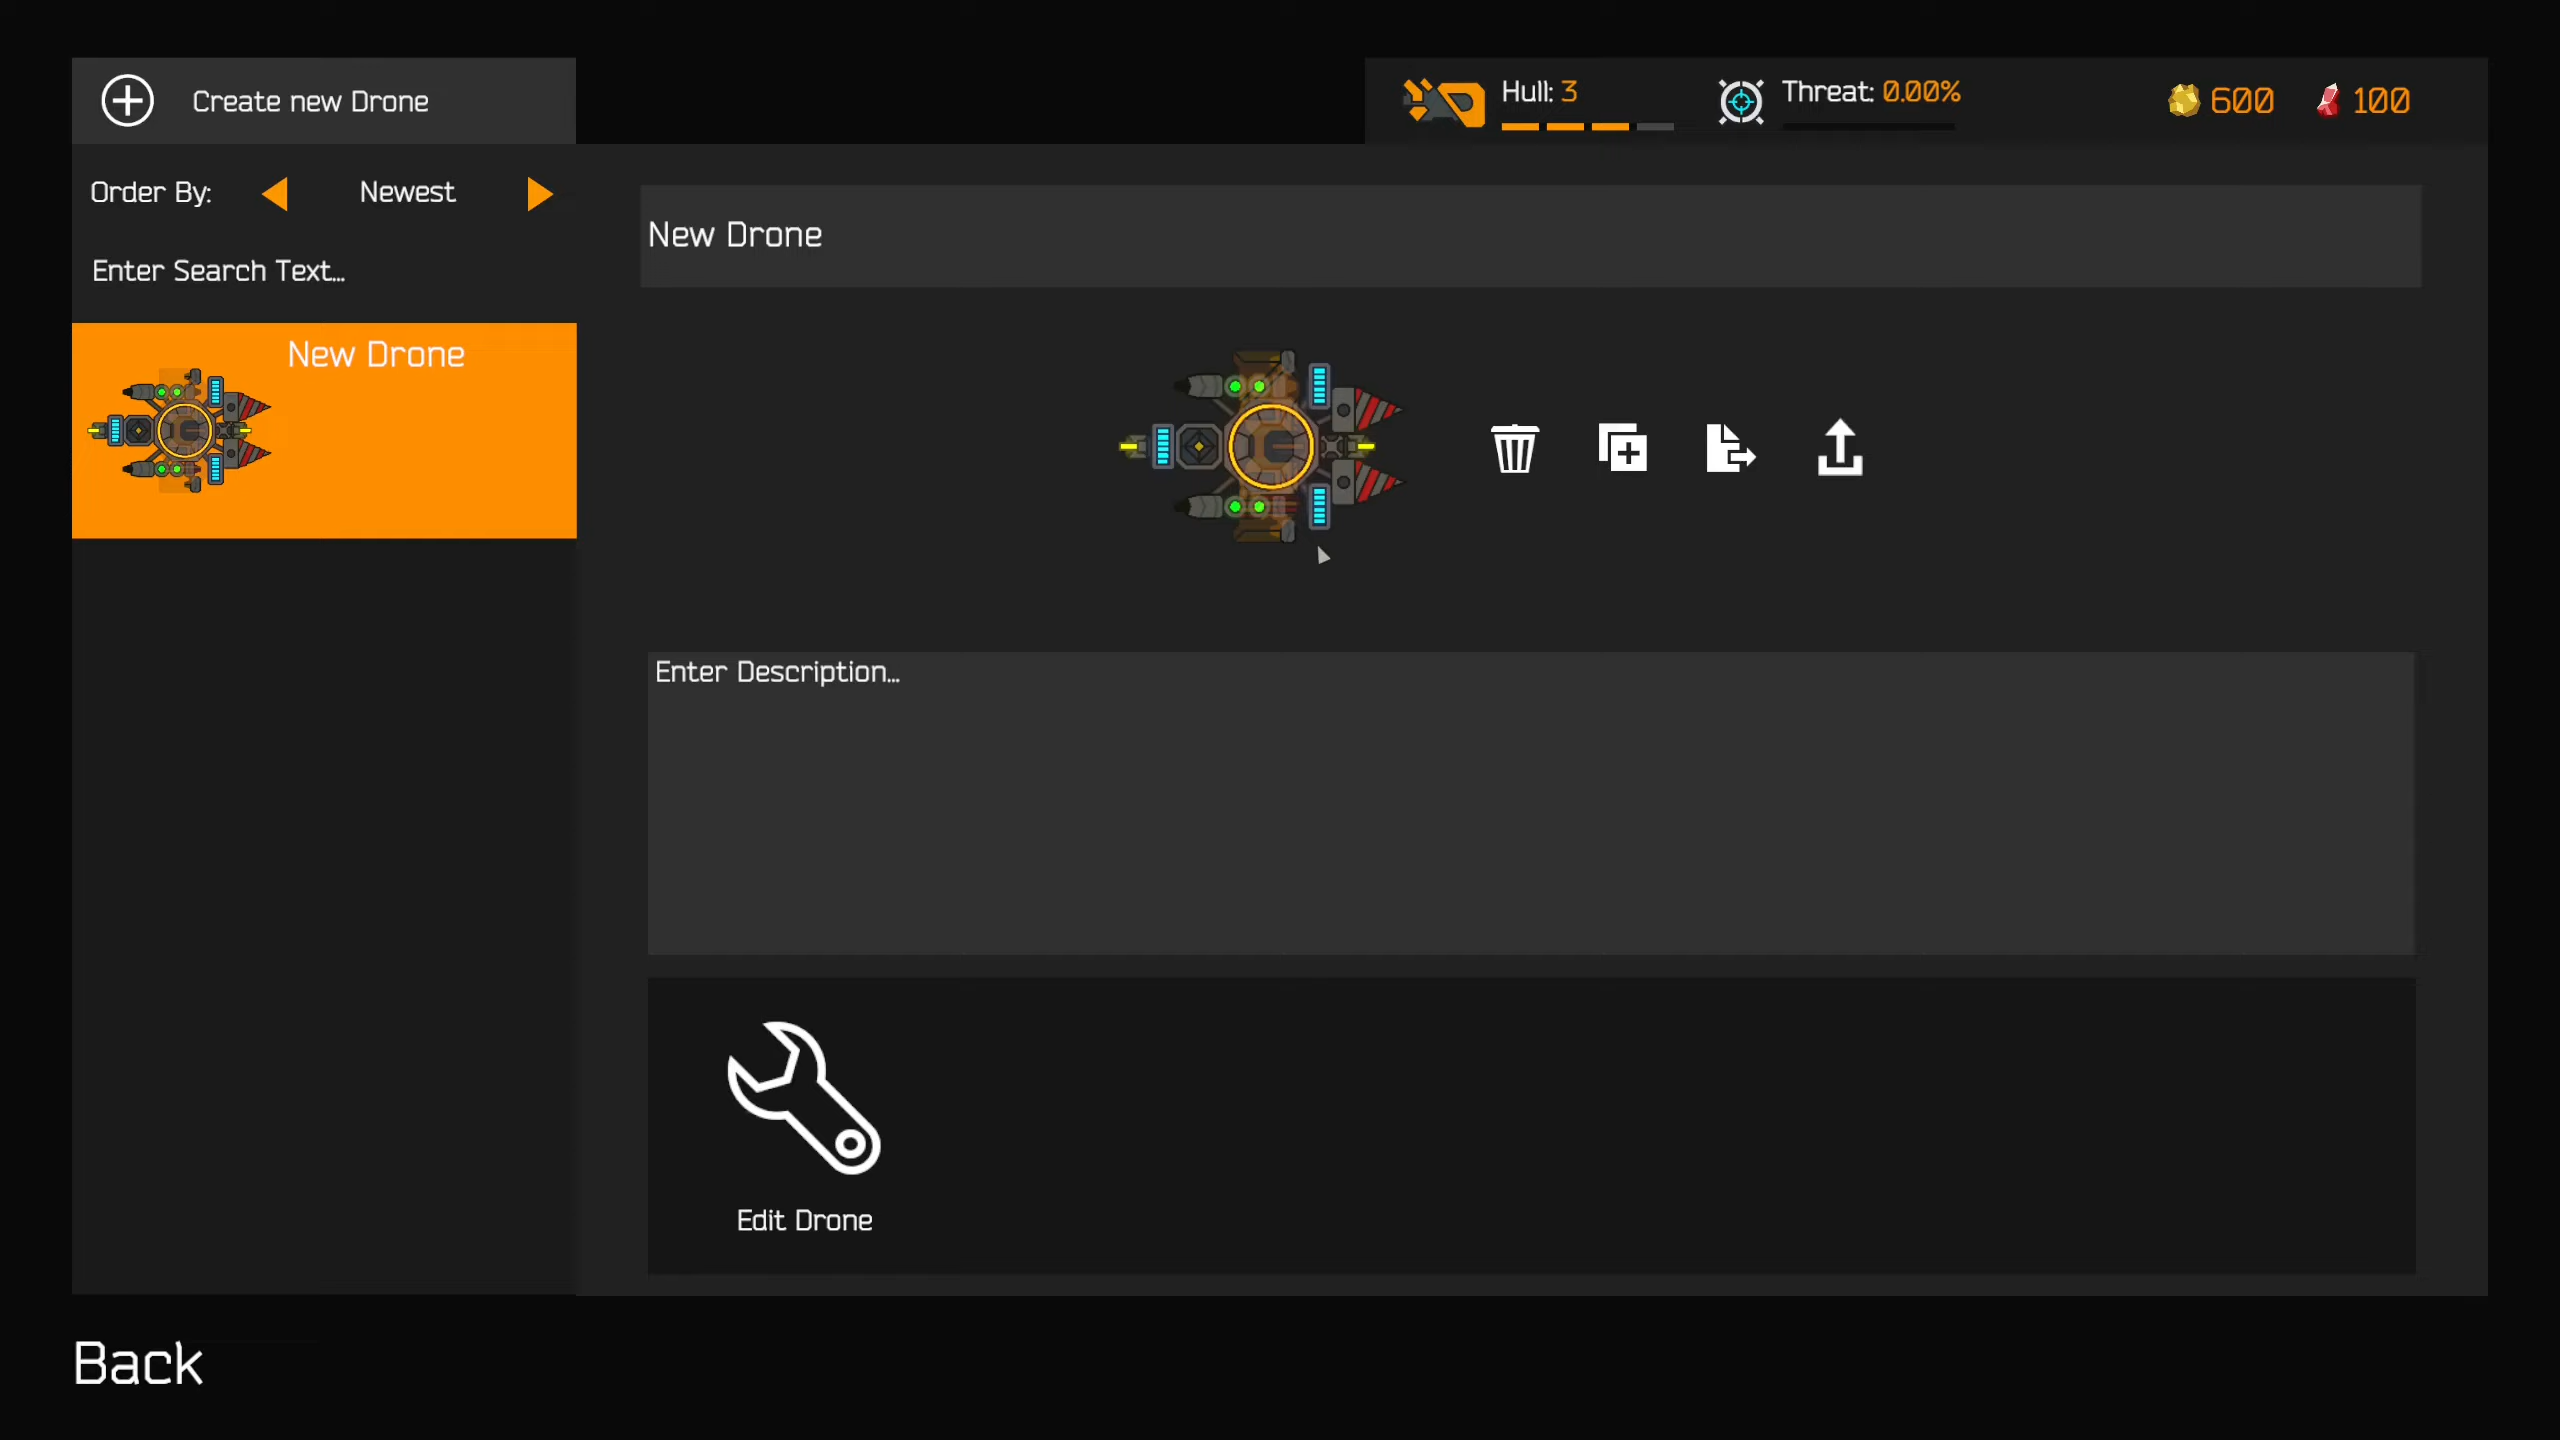 Create new Drone
Hull: 3
Threat: 0.00%
600
100
Order By:
Newest
Enter Search Text...
New Drone
New Drone
Enter Description...
Edit Drone
Back